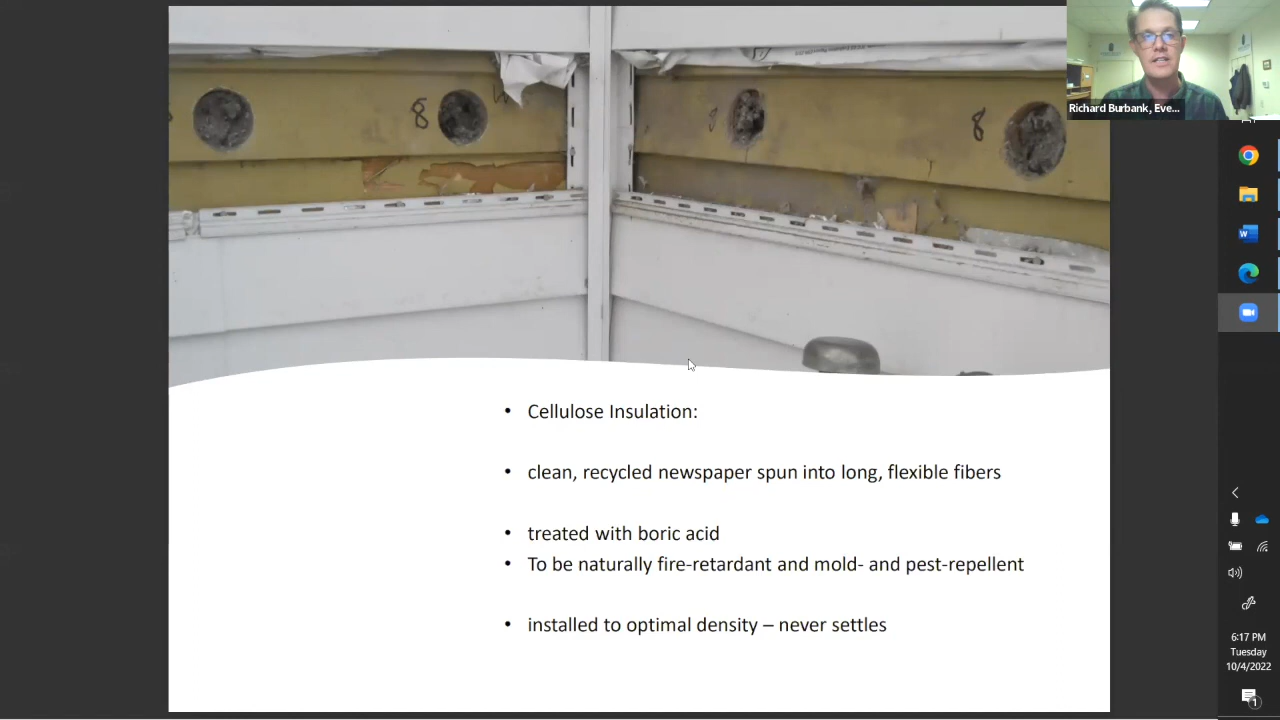 8
8
8
Richard Burbank, Eve...
• Cellulose Insulation:
• clean, recycled newspaper spun into long, flexible fibers
• treated with boric acid
• To be naturally fire-retardant and mold- and pest-repellent
• installed to optimal density – never settles
W
6:17 PM
Tuesday
10/4/2022
1